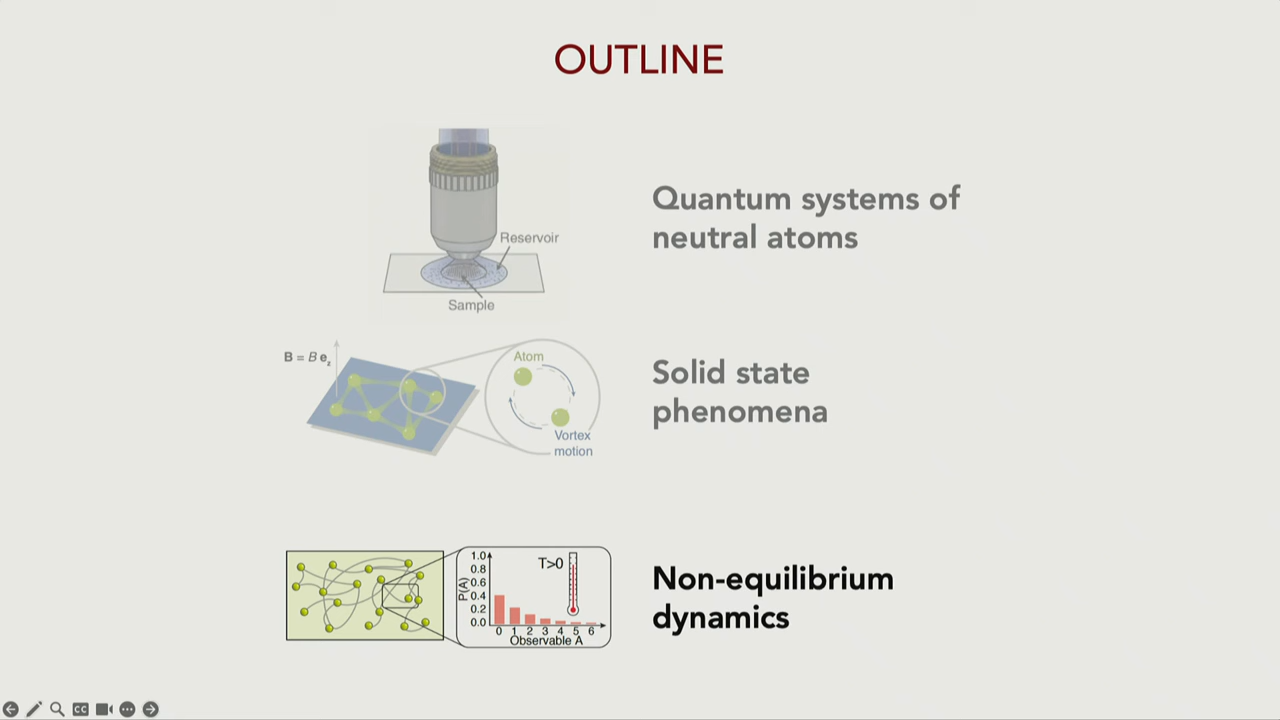 OUTLINE
Reservoir
Sample
Quantum systems of
neutral atoms
B = B e_z
Atom
Vortex
motion
Solid state
phenomena
1.0
0.8
0.6
0.4
0.2
0.0
P(A)
T>0
0 1 2 3 4 5 6
Observable A
Non-equilibrium
dynamics
CC